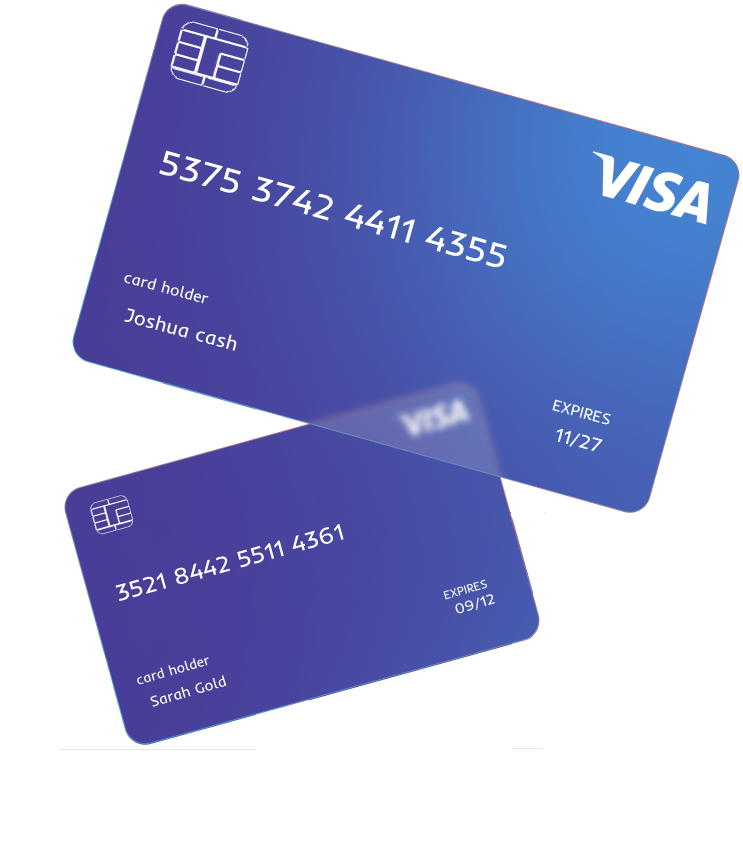 VISA
5375 3742 4411 4355
card holder
Joshua cash
EXPIRES
11/27
VISA
3521 8442 5511 4361
EXPIRES
09/12
card holder
Sarah Gold